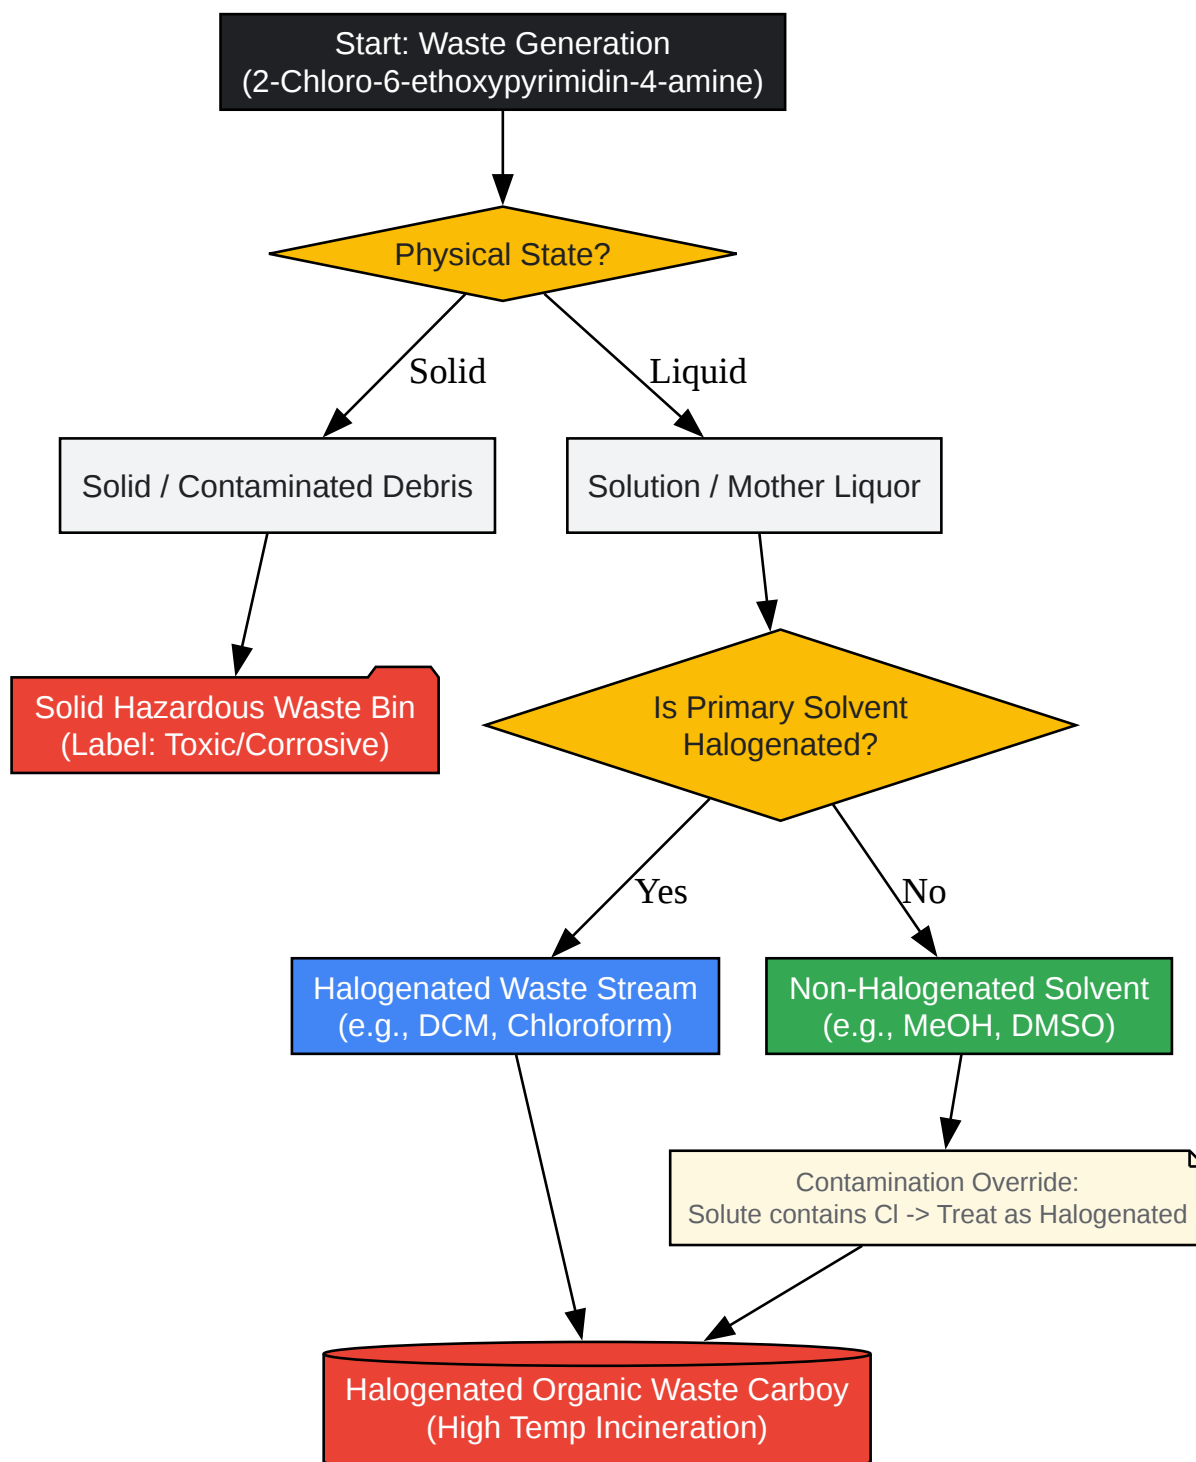 Start: Waste Generation
(2-Chloro-6-ethoxypyrimidin-4-amine)
Physical State?
Solid
Liquid
Solid / Contaminated Debris
Solution / Mother Liquor
Solid Hazardous Waste Bin
(Label: Toxic/Corrosive)
Is Primary Solvent
Halogenated?
Yes
No
Halogenated Waste Stream
(e.g., DCM, Chloroform)
Non-Halogenated Solvent
(e.g., MeOH, DMSO)
Contamination Override:
Solute contains Cl -> Treat as Halogenated
Halogenated Organic Waste Carboy
(High Temp Incineration)